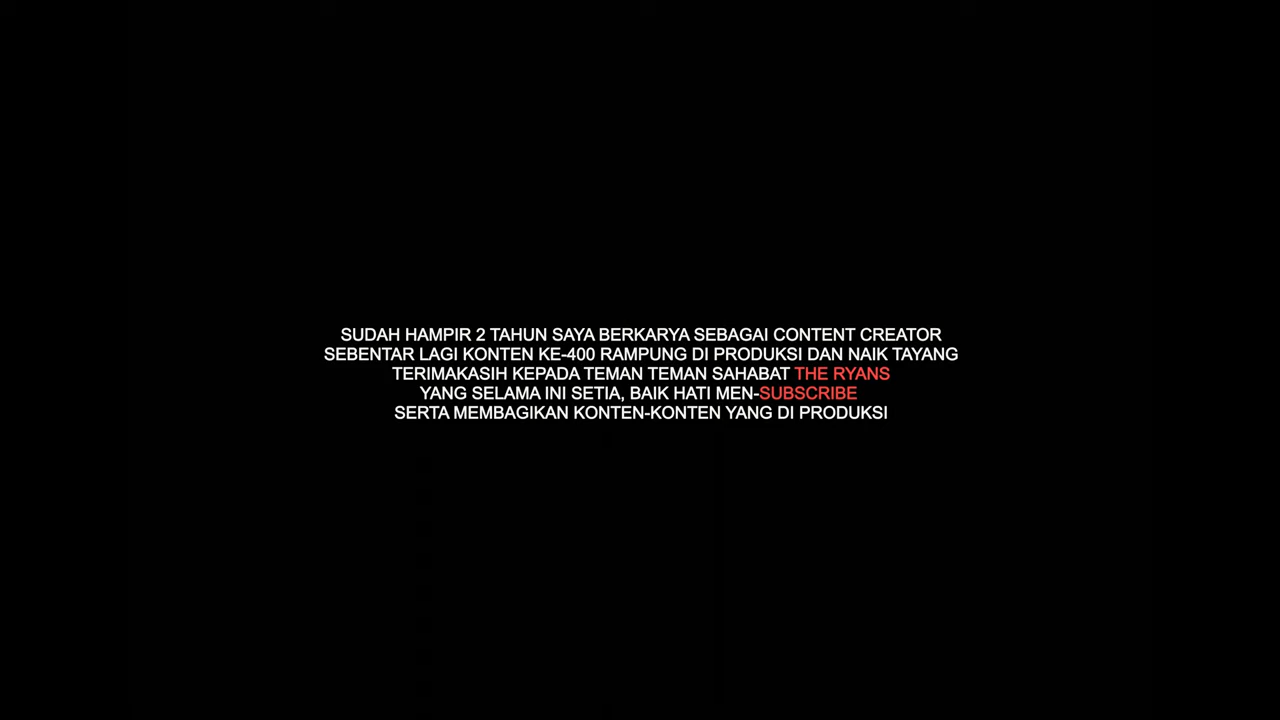 SUDAH HAMPIR 2 TAHUN SAYA BERKARYA SEBAGAI CONTENT CREATOR
SEBENTAR LAGI KONTEN KE-400 RAMPUNG DI PRODUKSI DAN NAIK TAYANG
TERIMAKASIH KEPADA TEMAN TEMAN SAHABAT THE RYANS
YANG SELAMA INI SETIA, BAIK HATI MEN-SUBSCRIBE
SERTA MEMBAGIKAN KONTEN-KONTEN YANG DI PRODUKSI